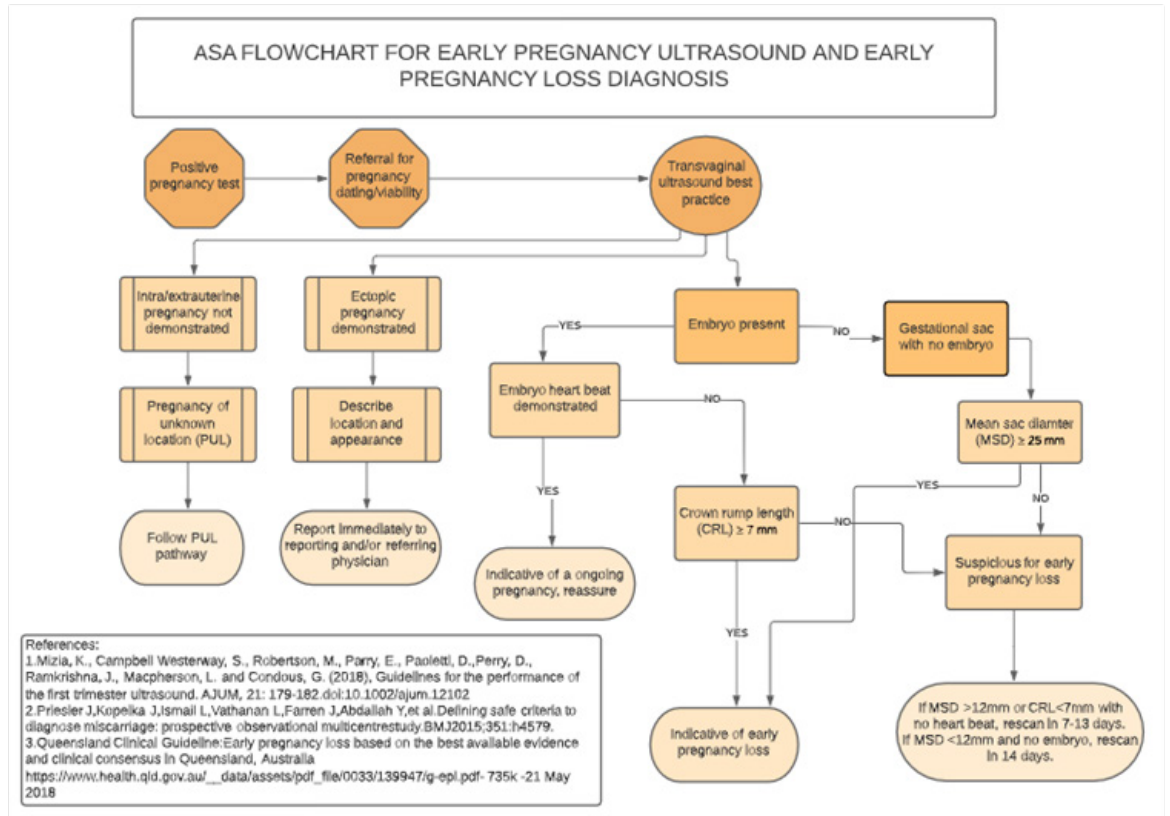 ASA FLOWCHART FOR EARLY PREGNANCY ULTRASOUND AND EARLY
PREGNANCY LOSS DIAGNOSIS
Positive
pregnancy test
Referral for
pregnancy
dating/viability
Transvaginal
ultrasound best
practice
Intra/extrauterine
pregnancy not
demonstrated
Ectopic
pregnancy
demonstrated
Embryo present
YES
NO
Gestational sac
with no embryo
Embryo heart beat
demonstrated
Pregnancy of
unknown
location (PUL)
Describe
location and
appearance
NO
Mean sac diamter
(MSD) ≥ 25 mm
YES
NO
YES
Crown rump length
(CRL) ≥ 7 mm
NO
Follow PUL
pathway
Report immediately to
reporting and/or referring
physician
Indicative of a ongoing
pregnancy, reassure
Suspicious for early
pregnancy loss
YES
Indicative of early
pregnancy loss
If MSD >12mm or CRL<7mm with
no heart beat, rescan in 7-13 days.
If MSD <12mm and no embryo, rescan
in 14 days.
References:
1.Mizia, K., Campbell Westerway, S., Robertson, M., Parry, E., Paoletti, D.,Perry, D.,
Ramkrishna, J., Macpherson, L. and Condous, G. (2018), Guidelines for the performance of
the first trimester ultrasound. AJUM, 21: 179-182.doi:10.1002/ajum.12102
2.Priesler J,Kopeika J,Ismail L,Vathanan L,Farren J,Abdallah Y,et al.Defining safe criteria to
diagnose miscarriage: prospective observational multicentrestudy.BMJ2015;351:h4579.
3.Queensland Clinical Guideline:Early pregnancy loss based on the best available evidence
and clinical consensus in Queensland, Australia
https://www.health.qld.gov.au/__data/assets/pdf_file/0033/139947/g-epl.pdf- 735k -21 May
2018